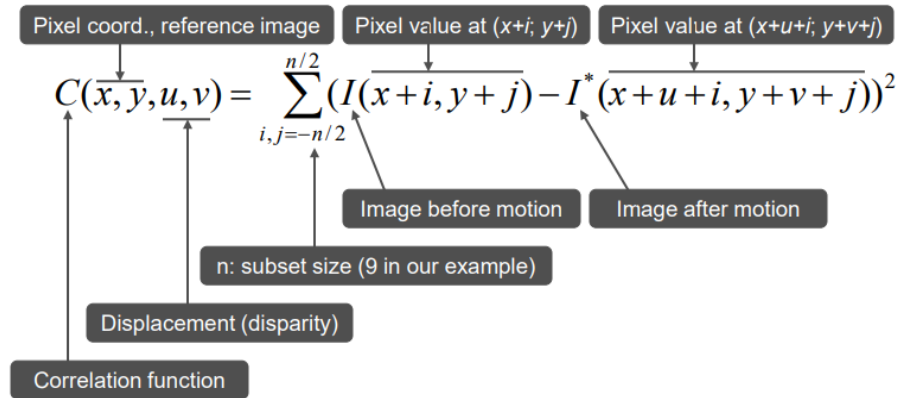 Pixel coord., reference image
Pixel value at (x+i; y+j)
Pixel value at (x+u+i; y+v+j)
n/2
C(x, y, u, v) = ∑(I(x+i, y+j) − I*(x+u+i, y+v+j))²
i, j=−n/2
Image before motion
Image after motion
n: subset size (9 in our example)
Displacement (disparity)
Correlation function